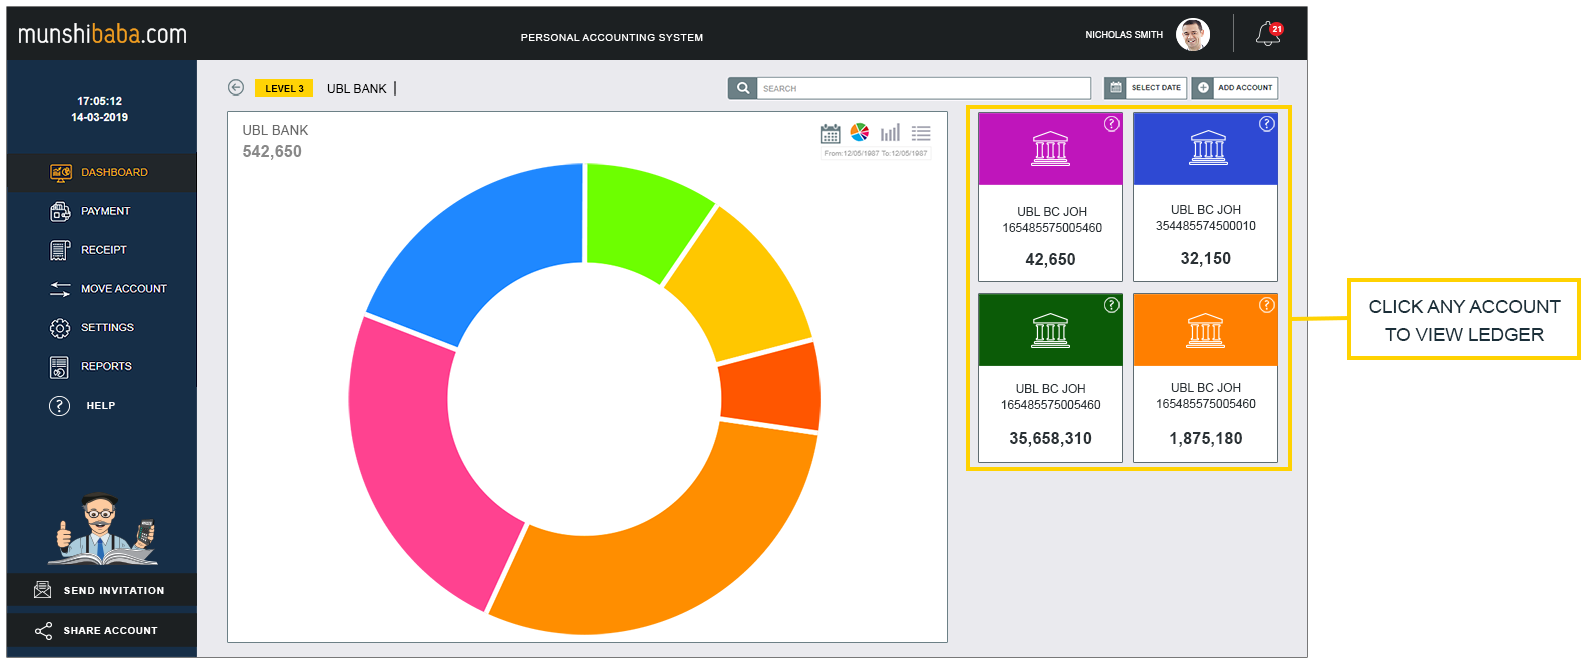 munshibaba.com
PERSONAL ACCOUNTING SYSTEM
NICHOLAS SMITH
21
17:05:12
14-03-2019
DASHBOARD
PAYMENT
RECEIPT
MOVE ACCOUNT
SETTINGS
REPORTS
? HELP
SEND INVITATION
SHARE ACCOUNT
LEVEL 3 UBL BANK
SEARCH
SELECT DATE
ADD ACCOUNT
UBL BANK
542,650
From:12/05/1987 To:12/05/1987
?
UBL BC JOH
165485575005460
42,650
?
UBL BC JOH
354485574500010
32,150
?
UBL BC JOH
165485575005460
35,658,310
?
UBL BC JOH
165485575005460
1,875,180
CLICK ANY ACCOUNT
TO VIEW LEDGER